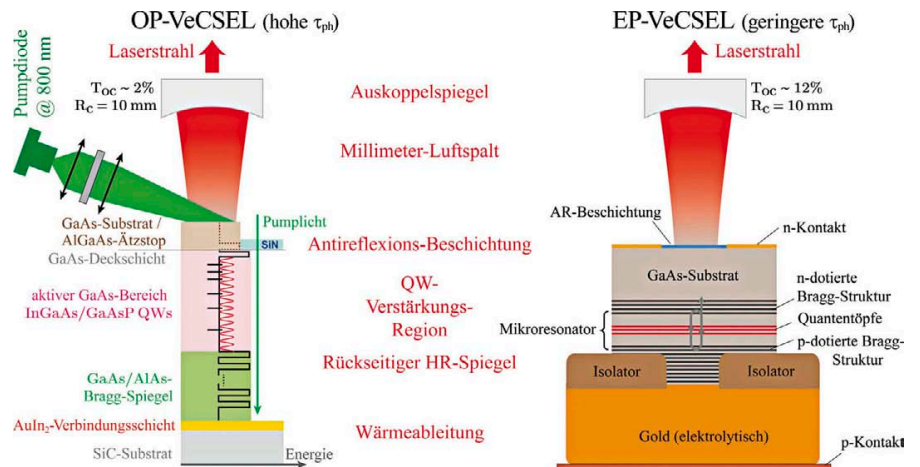 OP-VeCSEL (hohe τph)
Laserstrahl
Pumpdiode
@ 800 nm
TOC ~ 2%
RC = 10 mm
GaAs-Substrat /
AlGaAs-Ätzstop
GaAs-Deckschicht
aktiver GaAs-Bereich
InGaAs/GaAsP QWs
GaAs/AlAs-
Bragg-Spiegel
AuIn2-Verbindungsschicht
SiC-Substrat
Pumplicht
SiN
Energie
Auskoppelspiegel
Millimeter-Luftspalt
Antireflexions-Beschichtung
QW-
Verstärkungs-
Region
Rückseitiger HR-Spiegel
Wärmeableitung
EP-VeCSEL (geringere τph)
Laserstrahl
TOC ~ 12%
RC = 10 mm
AR-Beschichtung
n-Kontakt
GaAs-Substrat
n-dotierte
Bragg-Struktur
Mikroresonator
Quantentöpfe
p-dotierte Bragg-
Struktur
Isolator
Isolator
Gold (elektrolytisch)
p-Kontakt